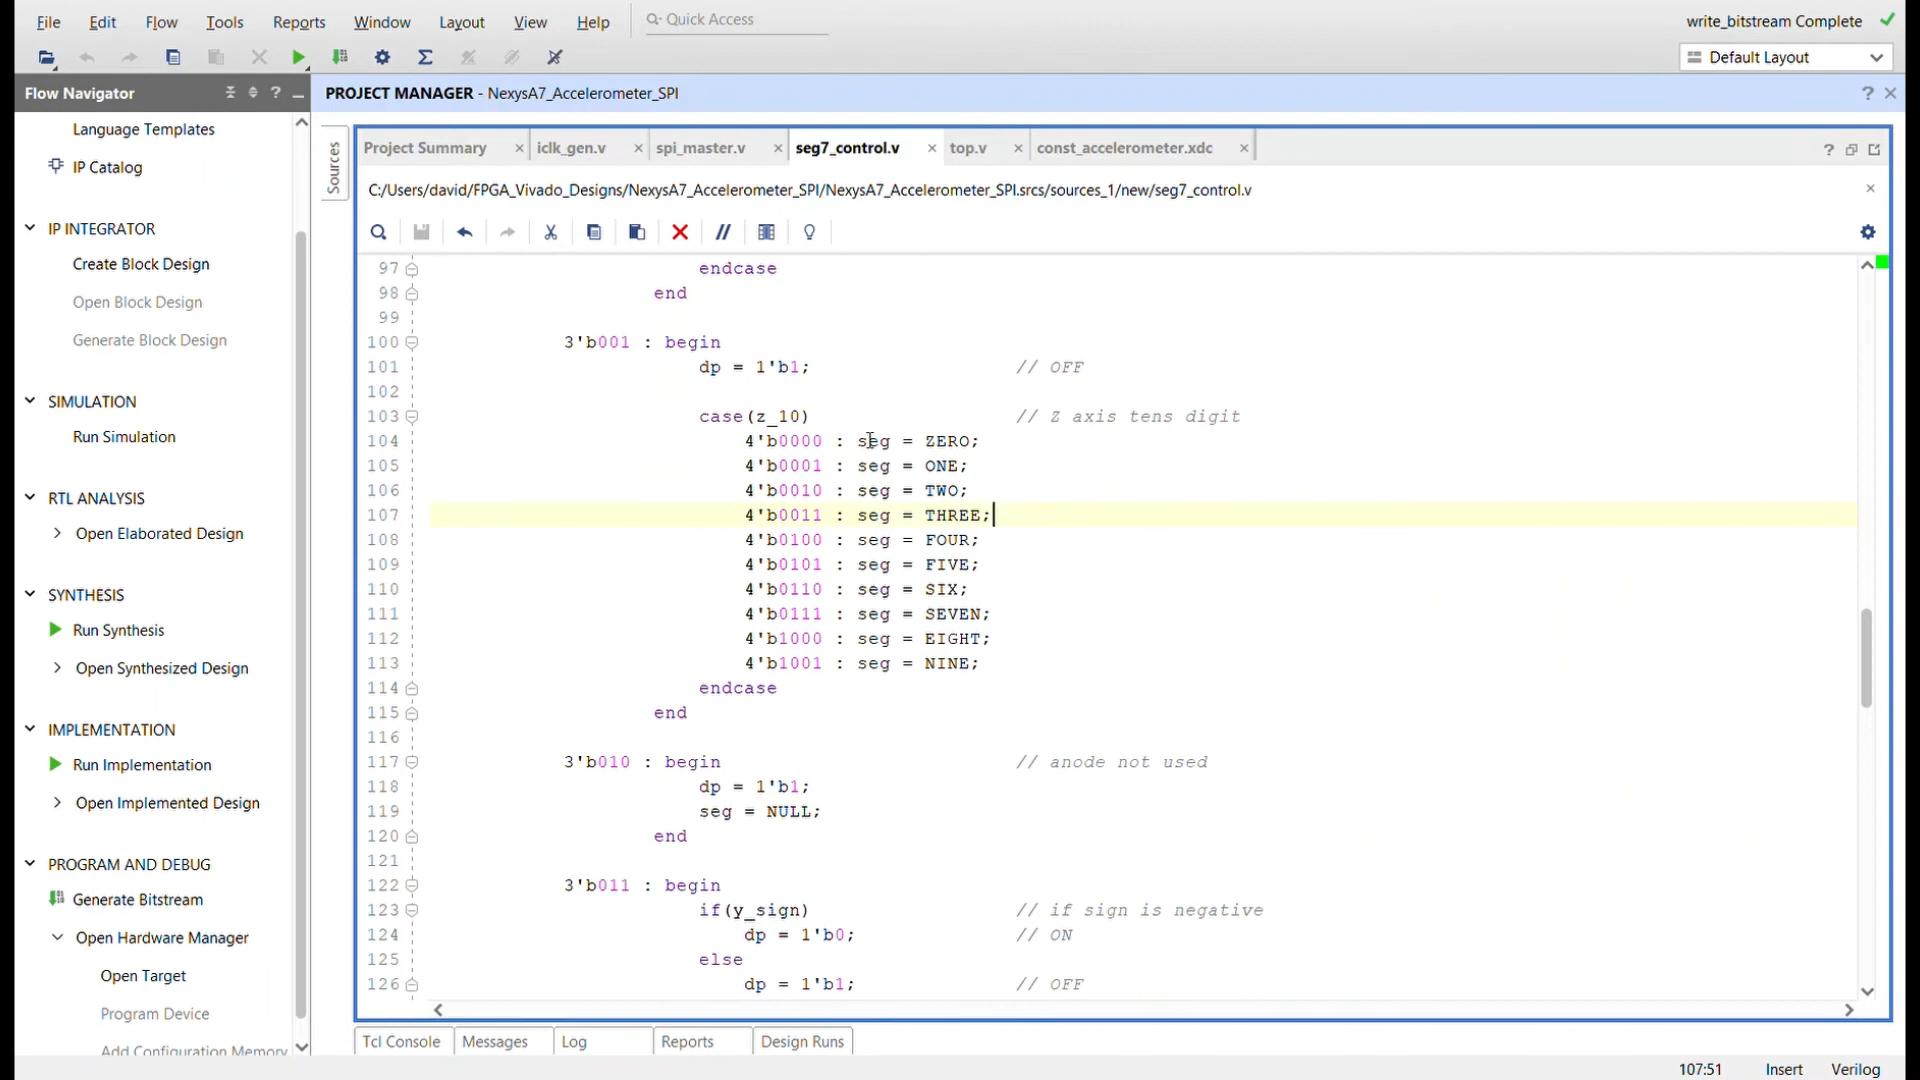 File Edit Flow Tools Reports Window Layout View Help Quick Access write_bitstream Complete
Default Layout
Flow Navigator PROJECT MANAGER - NexysA7_Accelerometer_SPI
Language Templates
IP Catalog
IP INTEGRATOR
Create Block Design
Open Block Design
Generate Block Design
SIMULATION
Run Simulation
RTL ANALYSIS
Open Elaborated Design
SYNTHESIS
Run Synthesis
Open Synthesized Design
IMPLEMENTATION
Run Implementation
Open Implemented Design
PROGRAM AND DEBUG
Generate Bitstream
Open Hardware Manager
Open Target
Program Device
Add Configuration Memory
Sources
Project Summary iclk_gen.v spi_master.v seg7_control.v top.v const_accelerometer.xdc
C:/Users/david/FPGA_Vivado_Designs/NexysA7_Accelerometer_SPI/NexysA7_Accelerometer_SPI.srcs/sources_1/new/seg7_control.v
97 endcase
98 end
99
100 3'b001 : begin
101 dp = 1'b1; // OFF
102
103 case(z_10) // Z axis tens digit
104 4'b0000 : seg = ZERO;
105 4'b0001 : seg = ONE;
106 4'b0010 : seg = TWO;
107 4'b0011 : seg = THREE;
108 4'b0100 : seg = FOUR;
109 4'b0101 : seg = FIVE;
110 4'b0110 : seg = SIX;
111 4'b0111 : seg = SEVEN;
112 4'b1000 : seg = EIGHT;
113 4'b1001 : seg = NINE;
114 endcase
115 end
116
117 3'b010 : begin // anode not used
118 dp = 1'b1;
119 seg = NULL;
120 end
121
122 3'b011 : begin
123 if(y_sign) // if sign is negative
124 dp = 1'b0; // ON
125 else
126 dp = 1'b1; // OFF
Tcl Console Messages Log Reports Design Runs
107:51 Insert Verilog